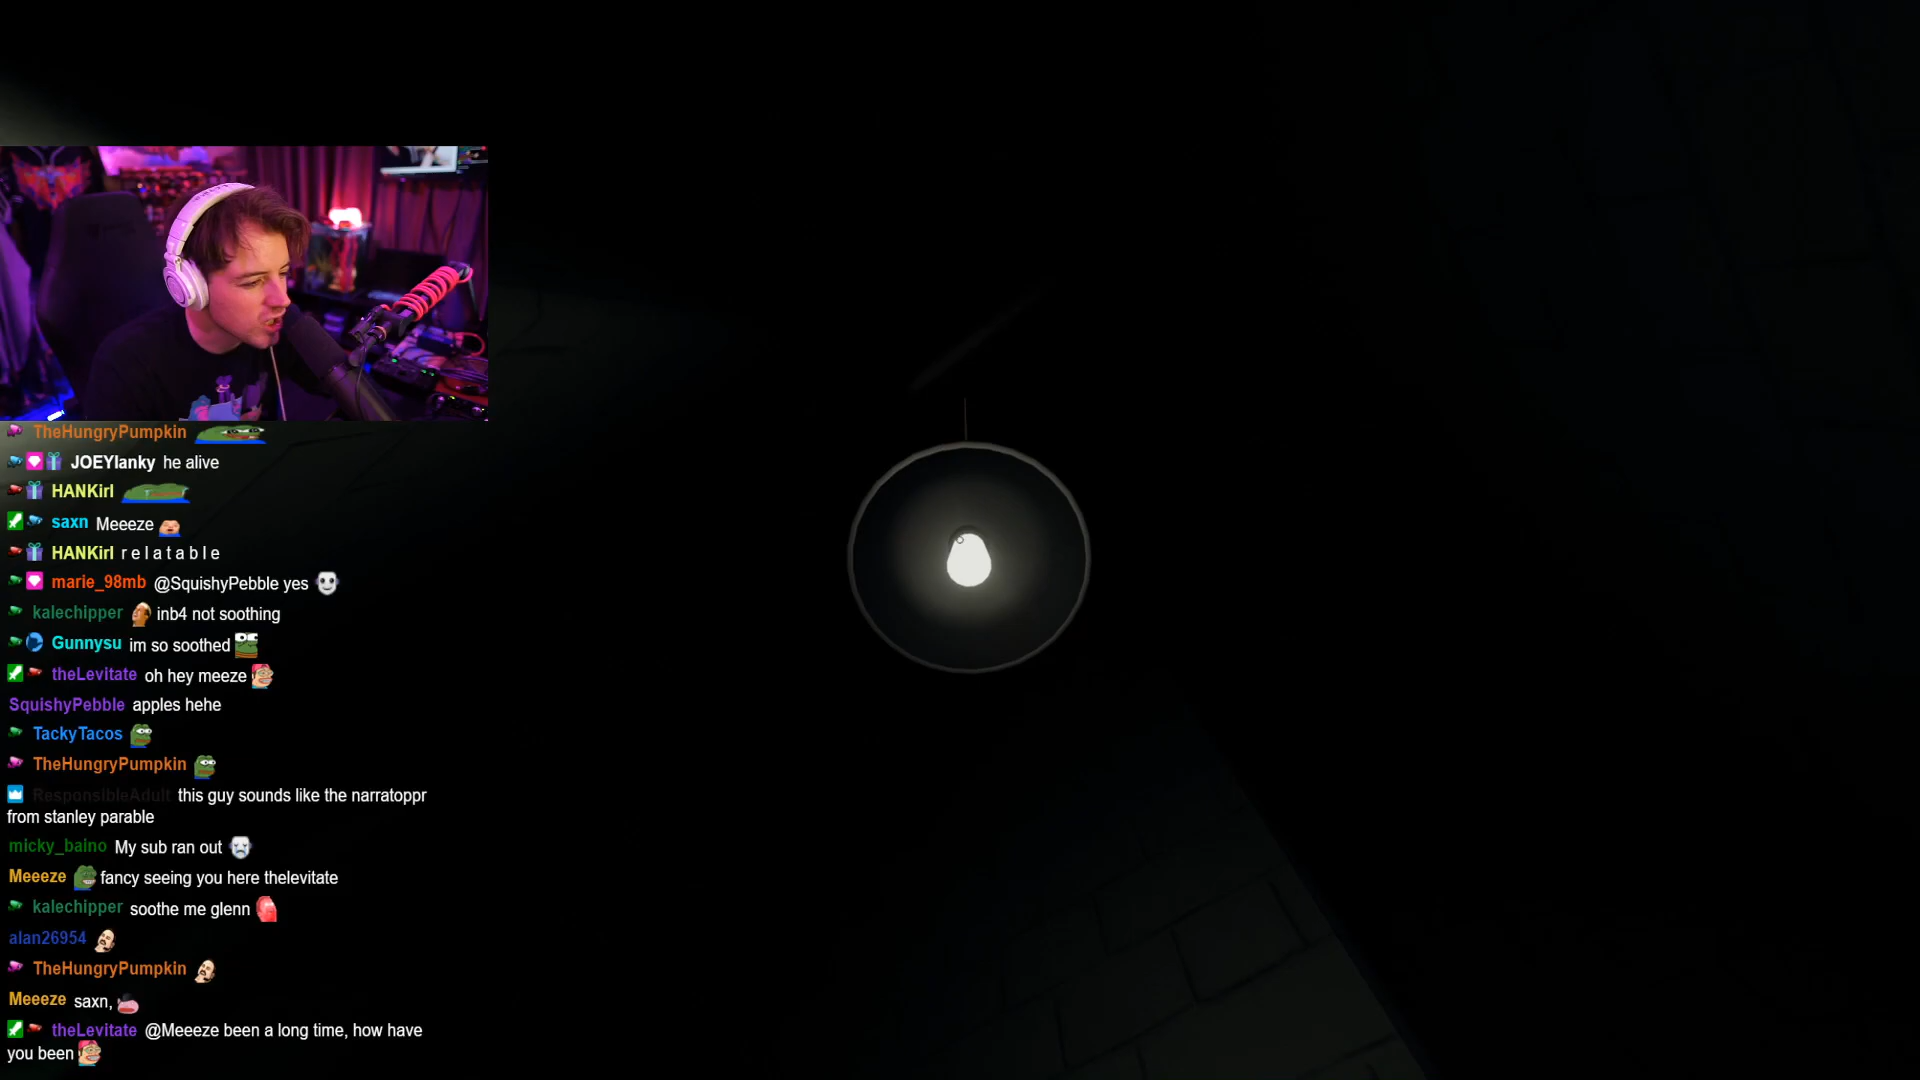 TheHungryPumpkin
JOEYlanky he alive
HANKirl
saxn Meeeze
HANKirl r e l a t a b l e
marie_98mb @SquishyPebble yes
kalechipper inb4 not soothing
Gunnysu im so soothed
theLevitate oh hey meeze
SquishyPebble apples hehe
TackyTacos
TheHungryPumpkin
ResponsibleAdult this guy sounds like the narratoppr
from stanley parable
micky_baino My sub ran out
Meeeze fancy seeing you here thelevitate
kalechipper soothe me glenn
alan26954
TheHungryPumpkin
Meeeze saxn,
theLevitate @Meeeze been a long time, how have
you been